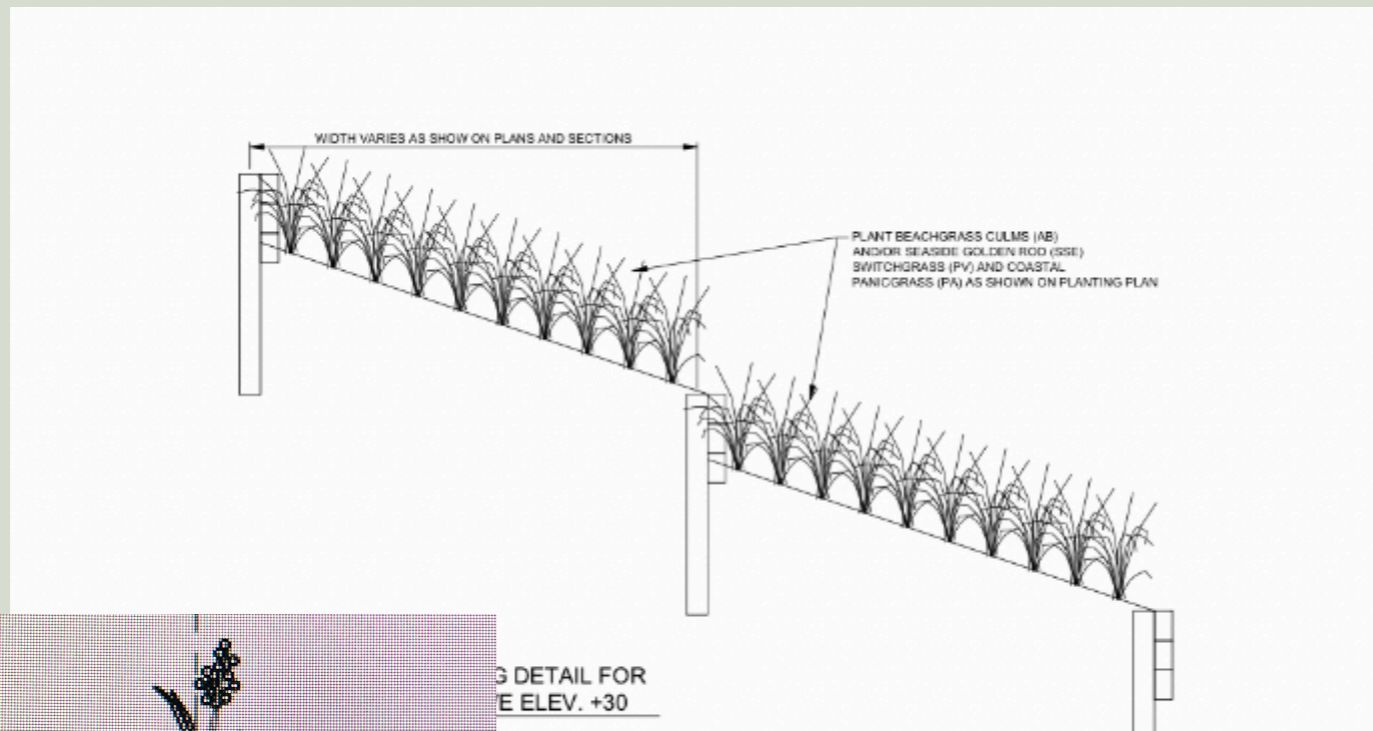 WIDTH VARIES AS SHOW ON PLANS AND SECTIONS
PLANT BEACHGRASS CULMS (AB)
AND/OR SEASIDE GOLDEN ROD (SSE)
SWITCHGRASS (PV) AND COASTAL
PANICGRASS (PA) AS SHOWN ON PLANTING PLAN
G DETAIL FOR
E ELEV. +30